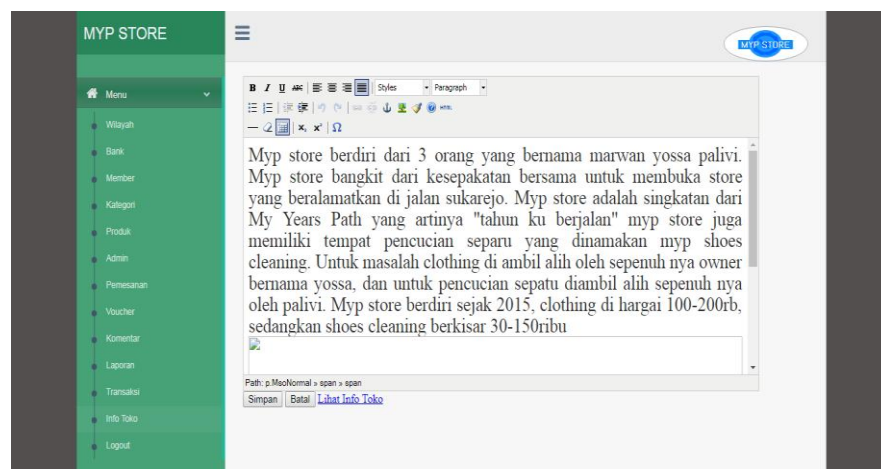 MYP STORE
MYP STORE
Menu
Wilayah
Bank
Member
Kategori
Produk
Admin
Pemesanan
Voucher
Komentar
Laporan
Transaksi
Info Toko
Logout
B I U ABC Styles Paragraph
HTML
x₂ x² Ω
Myp store berdiri dari 3 orang yang bernama marwan yossa palivi.
Myp store bangkit dari kesepakatan bersama untuk membuka store
yang beralamatkan di jalan sukarejo. Myp store adalah singkatan dari
My Years Path yang artinya "tahun ku berjalan" myp store juga
memiliki tempat pencucian separu yang dinamakan myp shoes
cleaning. Untuk masalah clothing di ambil alih oleh sepenuh nya owner
bernama yossa, dan untuk pencucian sepatu diambil alih sepenuh nya
oleh palivi. Myp store berdiri sejak 2015, clothing di hargai 100-200rb,
sedangkan shoes cleaning berkisar 30-150ribu
Path: p.MsoNormal » span » span
Simpan Batal Lihat Info Toko